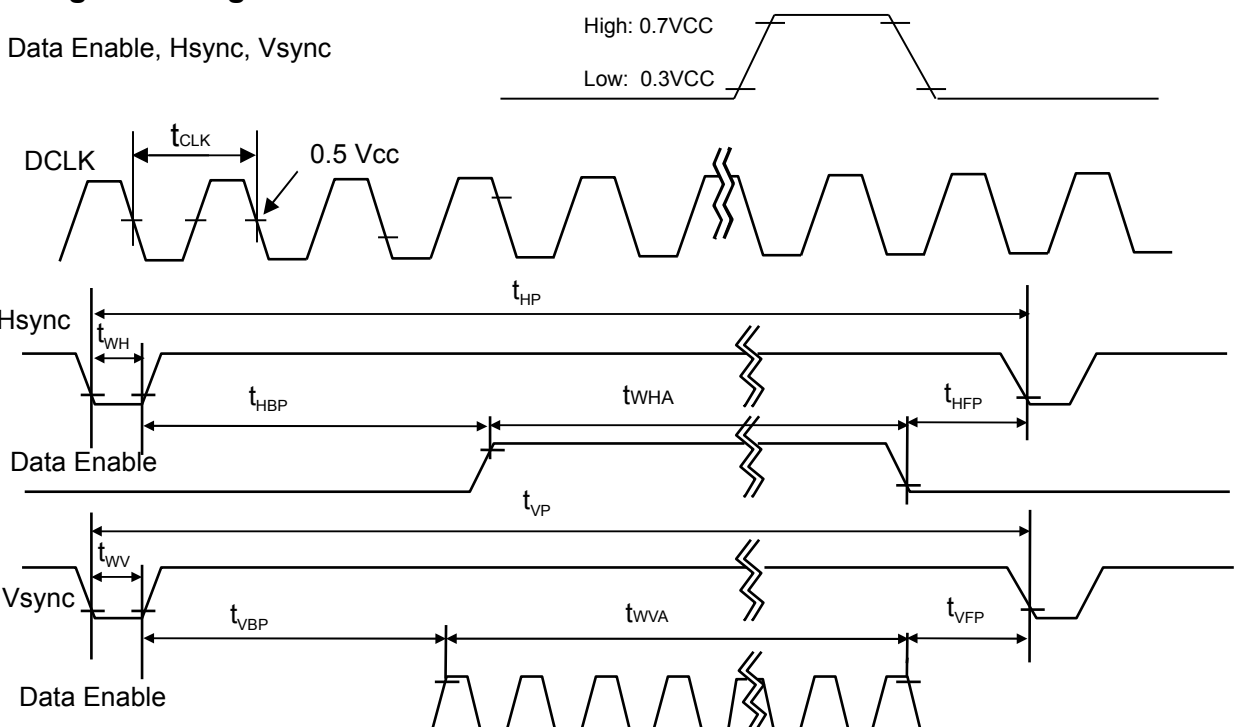 Data Enable, Hsync, Vsync
High: 0.7VCC
Low: 0.3VCC
tCLK
DCLK
0.5 Vcc
tHP
Hsync
tWH
tHBP
tWHA
tHFP
Data Enable
tVP
tWV
Vsync
tVBP
tWVA
tVFP
Data Enable